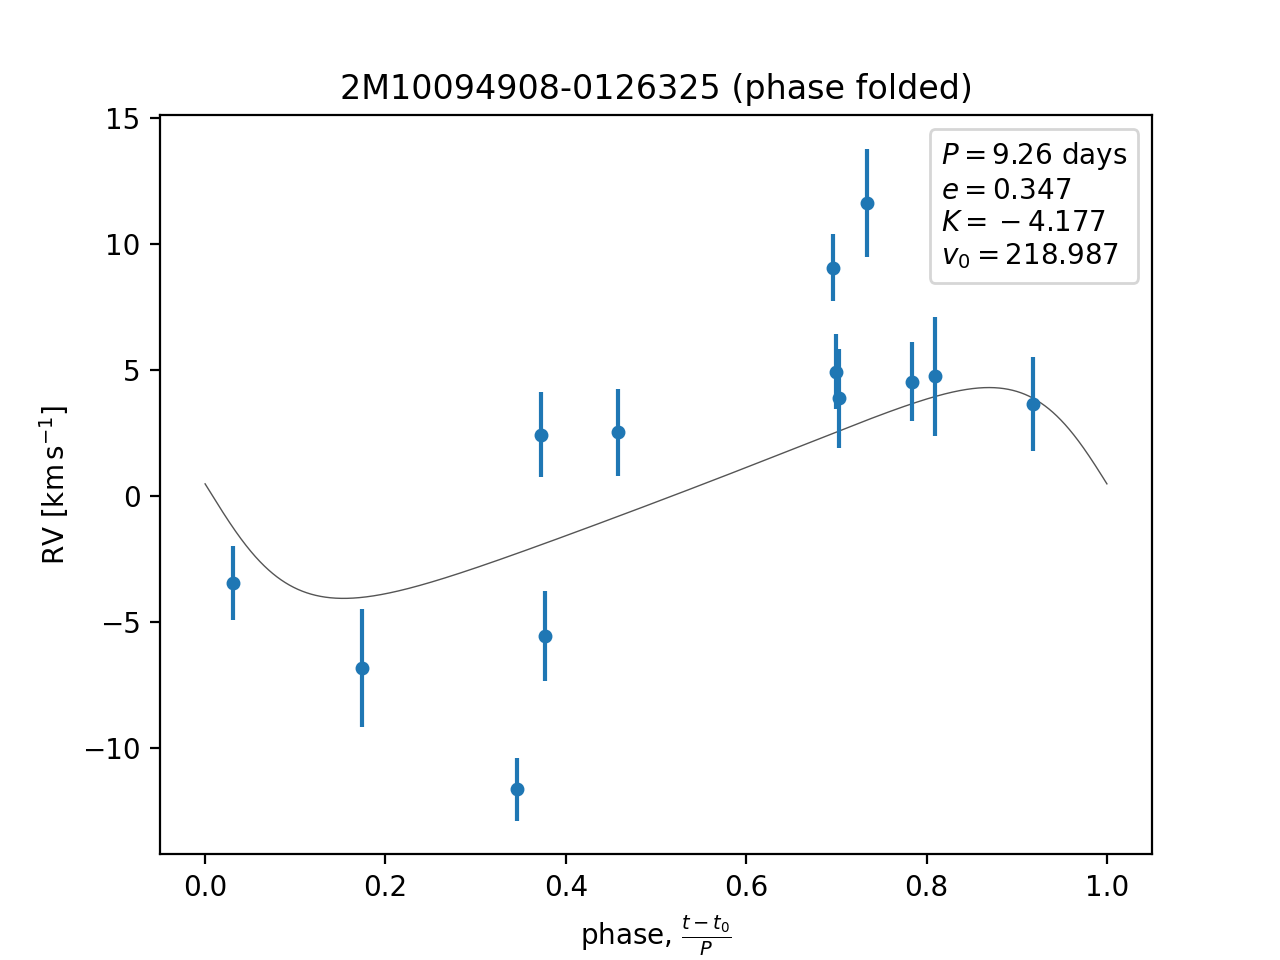 2M10094908-0126325 (phase folded)
P = 9.26 days
e = 0.347
K = −4.177
v₀ = 218.987
RV [km s⁻¹]
15
10
5
0
−5
−10
0.0 0.2 0.4 0.6 0.8 1.0
phase, (t − t₀)/P